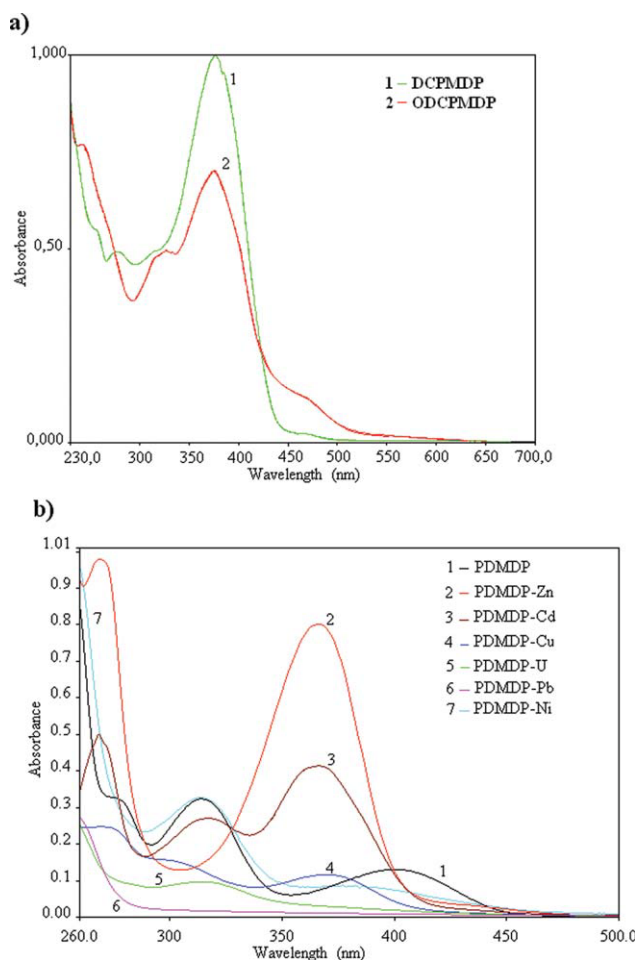 a)
1,000
0,50
0,000
Absorbance
1
2
1 DCPMDP
2 ODCPMDP
230,0 300 400 350 400 500 550 600 650 700,0
Wavelength (nm)
b)
1.01
0.9
0.8
0.7
0.6
0.5
0.4
0.3
0.2
0.1
0.00
Absorbance
7
2
3
4
1
5
6
1 PDMDP
2 PDMDP-Zn
3 PDMDP-Cd
4 PDMDP-Cu
5 PDMDP-U
6 PDMDP-Pb
7 PDMDP-Ni
260.0 300 350 400 450 500.0
Wavelength (nm)